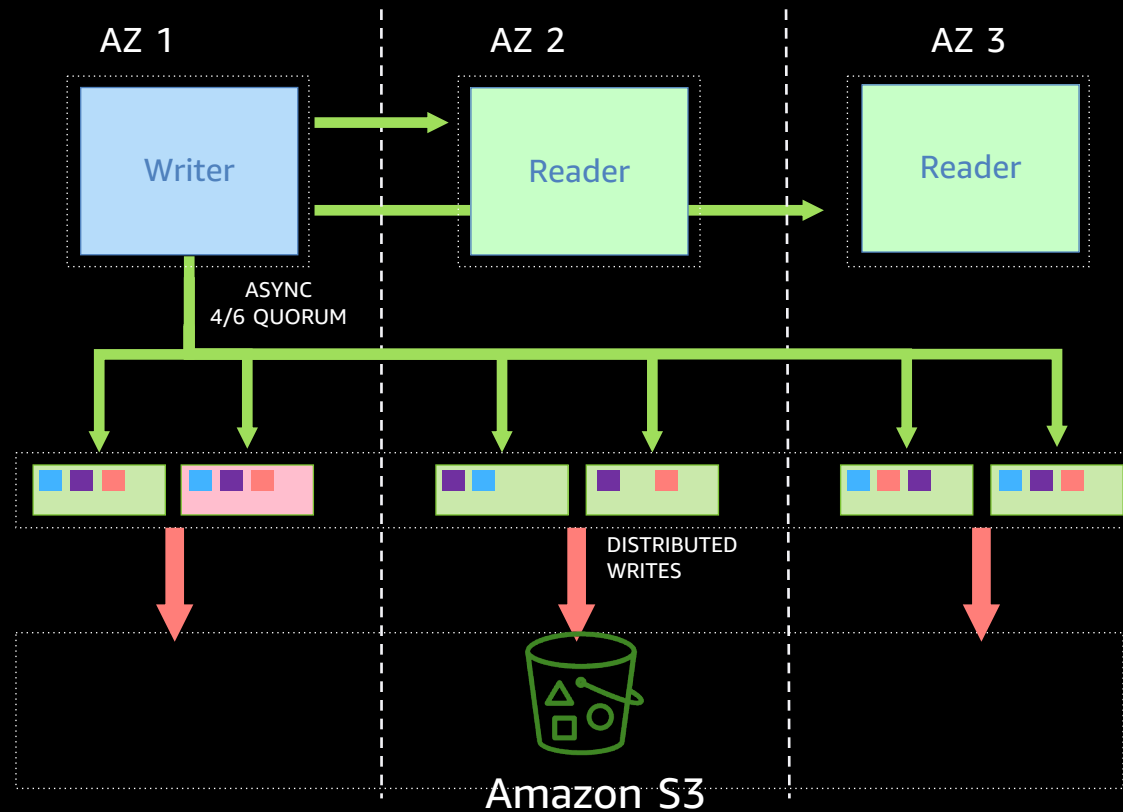 AZ 1
AZ 2
AZ 3
Writer
Reader
Reader
ASYNC
4/6 QUORUM
DISTRIBUTED
WRITES
Amazon S3